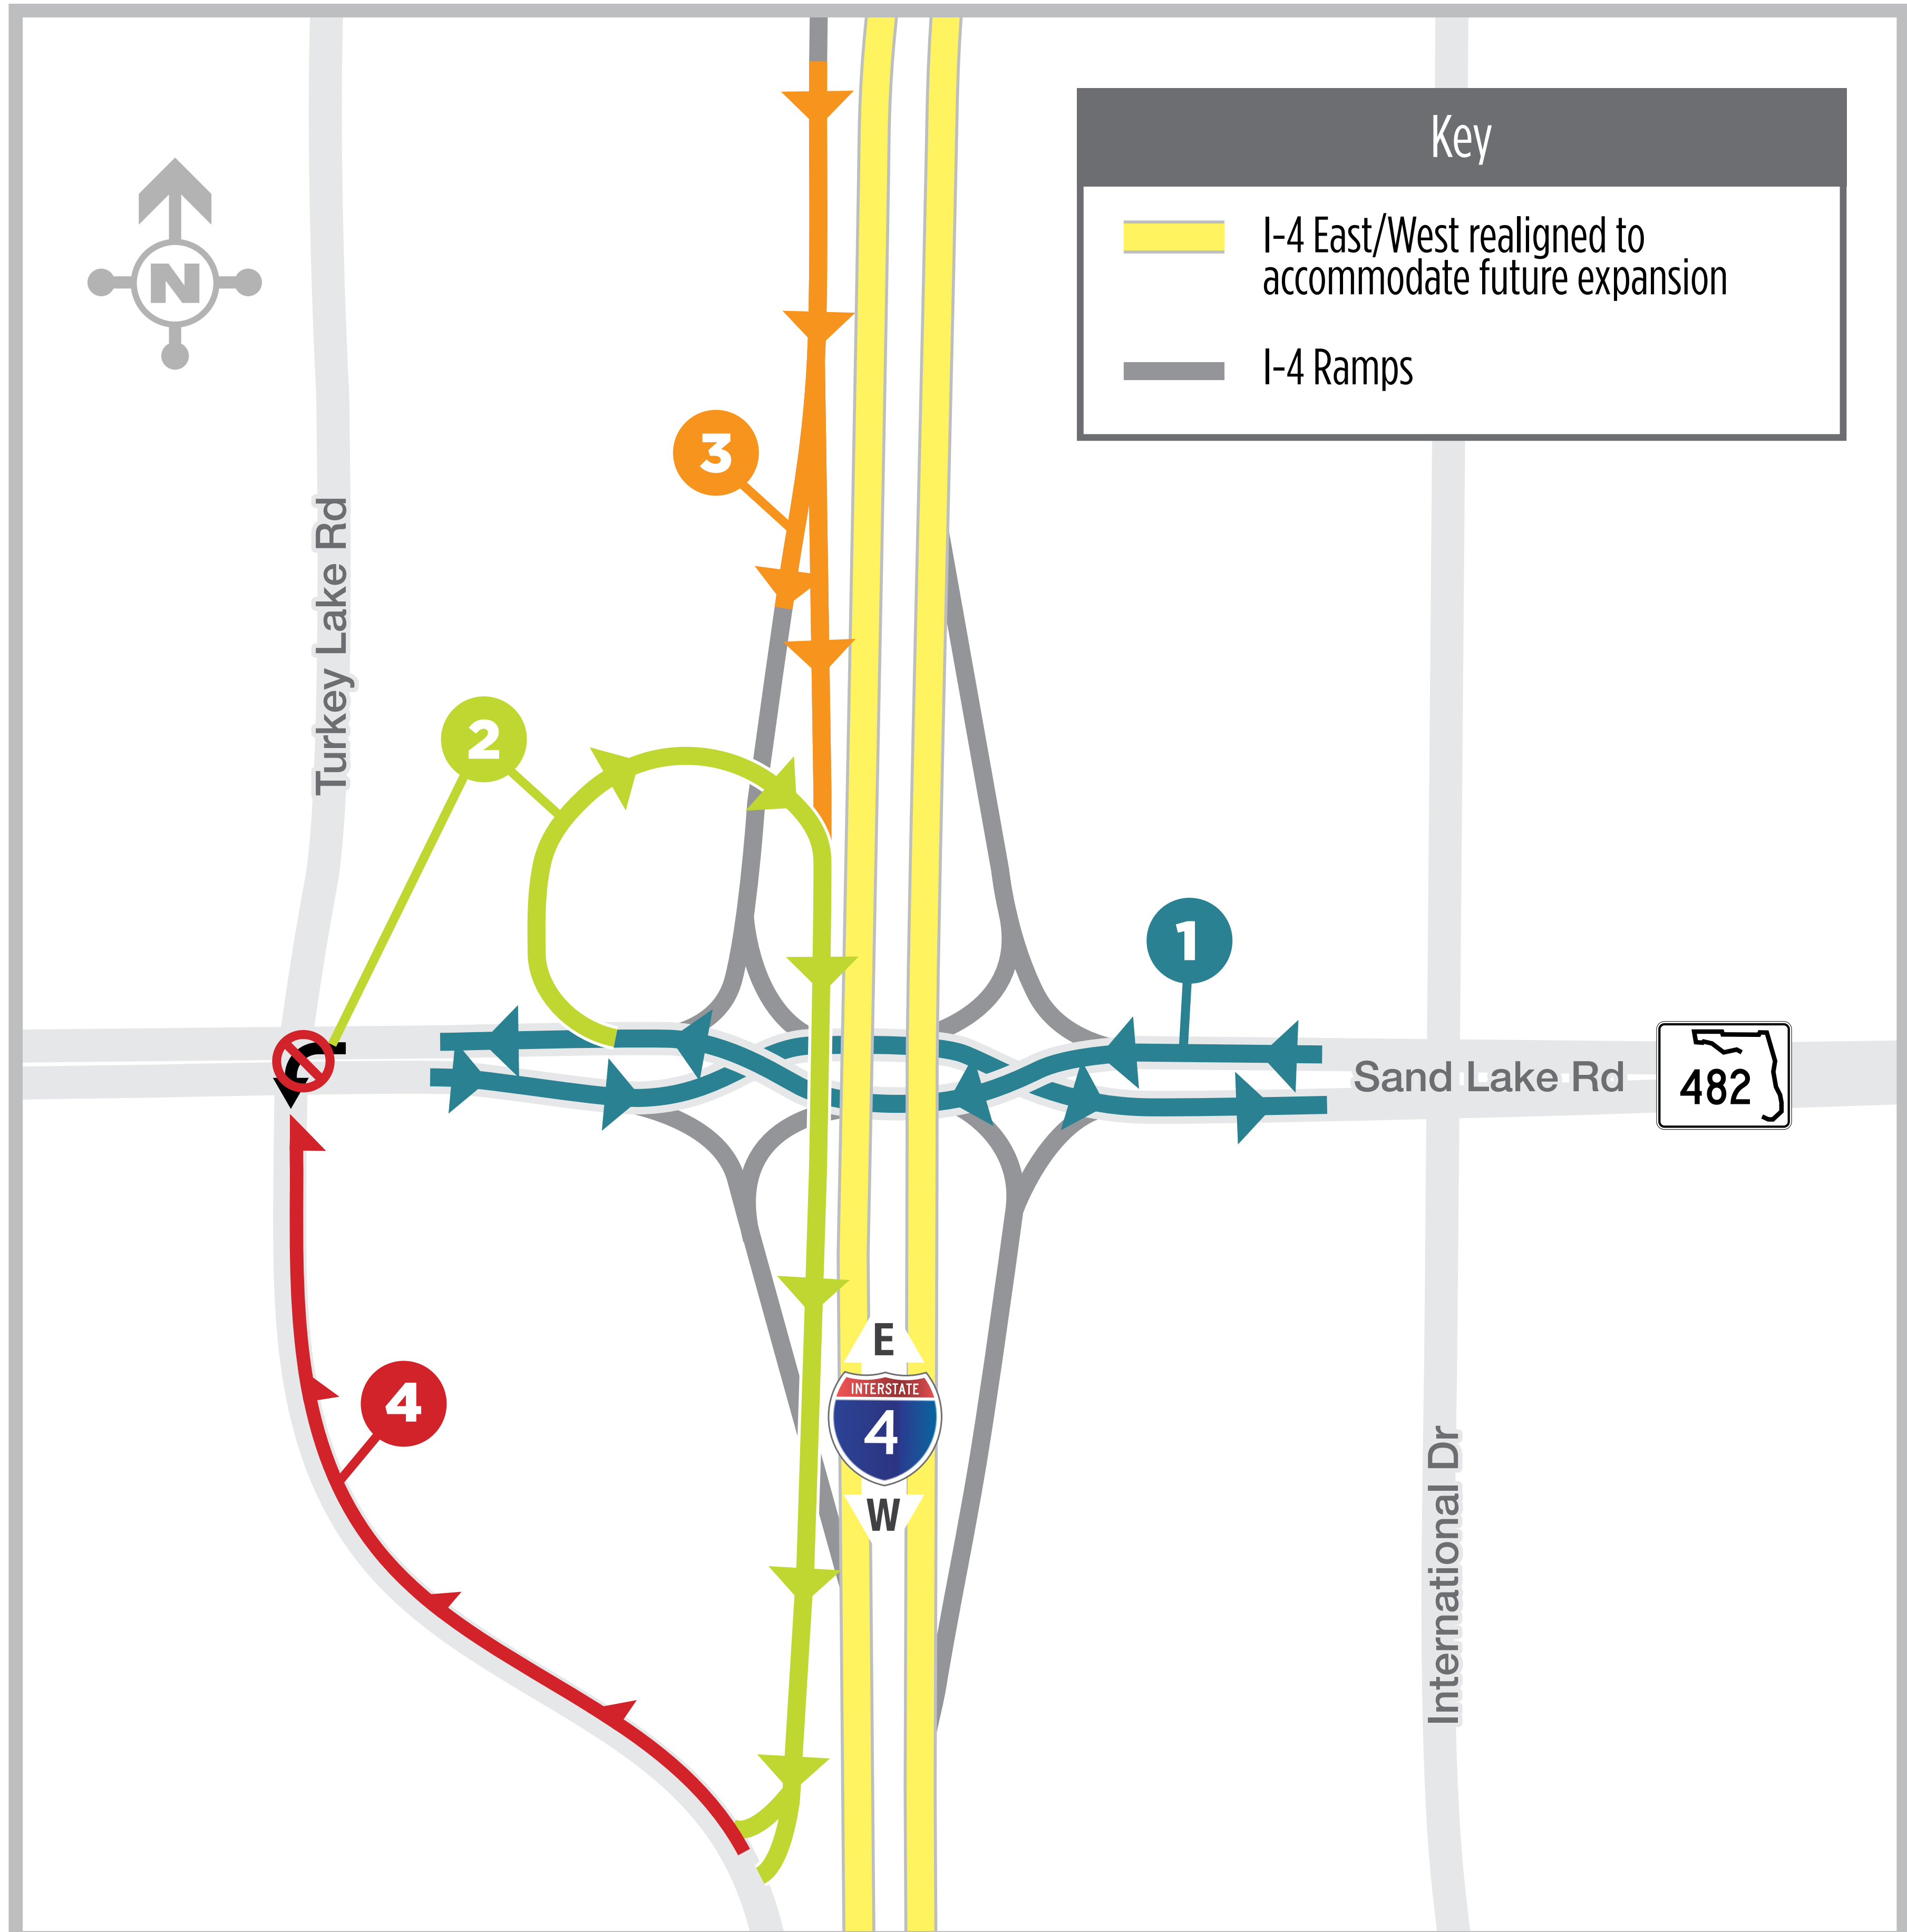 Key
I-4 East/West realigned to
accommodate future expansion
I-4 Ramps
N
3
Turkey Lake Rd
2
1
Sand Lake Rd
482
E
INTERSTATE
4
W
4
International Dr